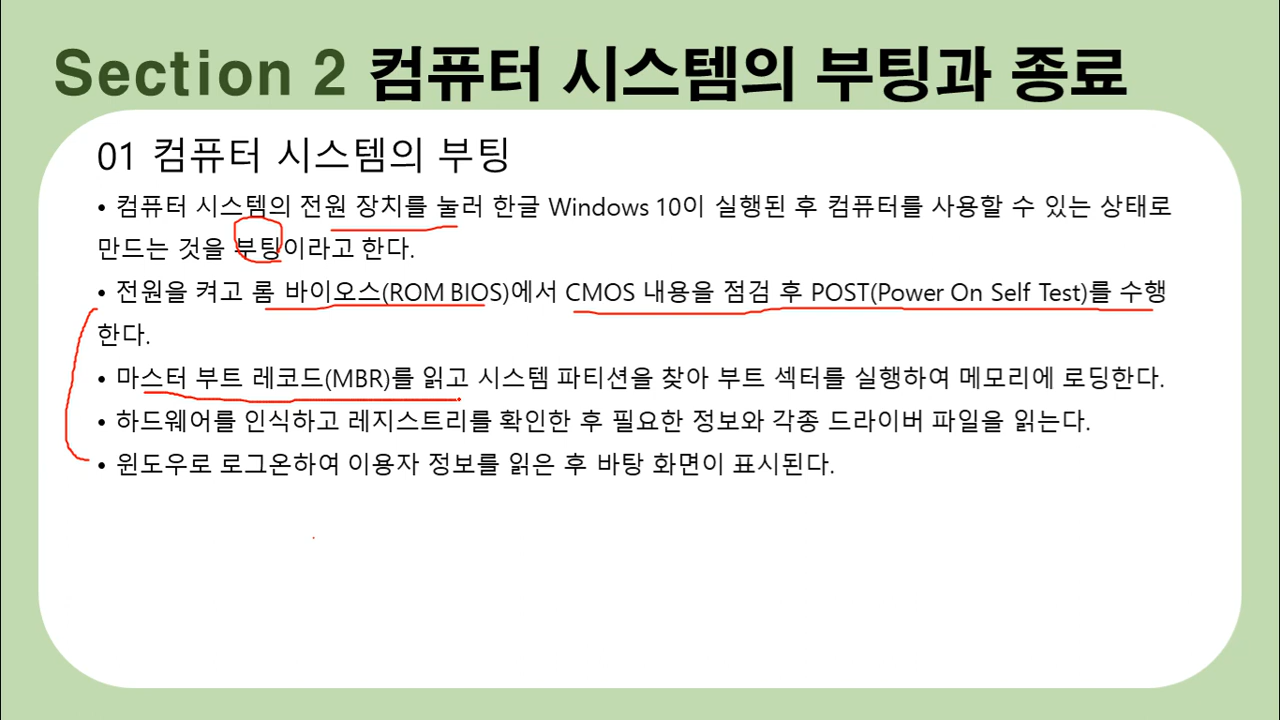 Section 2 컴퓨터 시스템의 부팅과 종료
01 컴퓨터 시스템의 부팅
• 컴퓨터 시스템의 전원 장치를 눌러 한글 Windows 10이 실행된 후 컴퓨터를 사용할 수 있는 상태로
만드는 것을 부팅이라고 한다.
• 전원을 켜고 롬 바이오스(ROM BIOS)에서 CMOS 내용을 점검 후 POST(Power On Self Test)를 수행
한다.
• 마스터 부트 레코드(MBR)를 읽고 시스템 파티션을 찾아 부트 섹터를 실행하여 메모리에 로딩한다.
• 하드웨어를 인식하고 레지스트리를 확인한 후 필요한 정보와 각종 드라이버 파일을 읽는다.
• 윈도우로 로그온하여 이용자 정보를 읽은 후 바탕 화면이 표시된다.